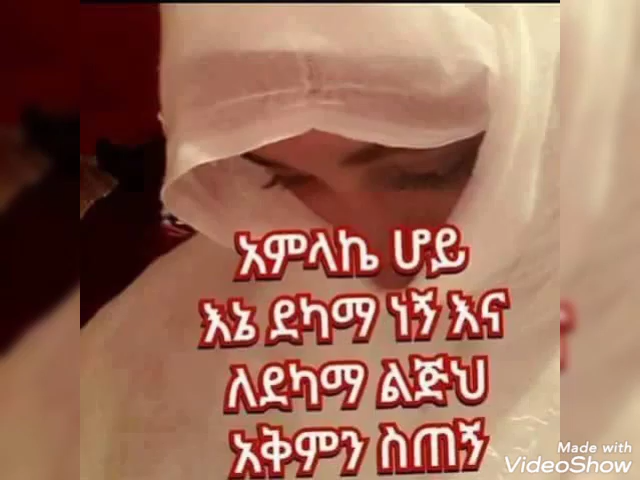 አምላኬ ሆይ
እኔ ደካማ ነኝ እና
ለደካማ ልጅህ
አቅምን ስጠኝ
Made with
VideoShow